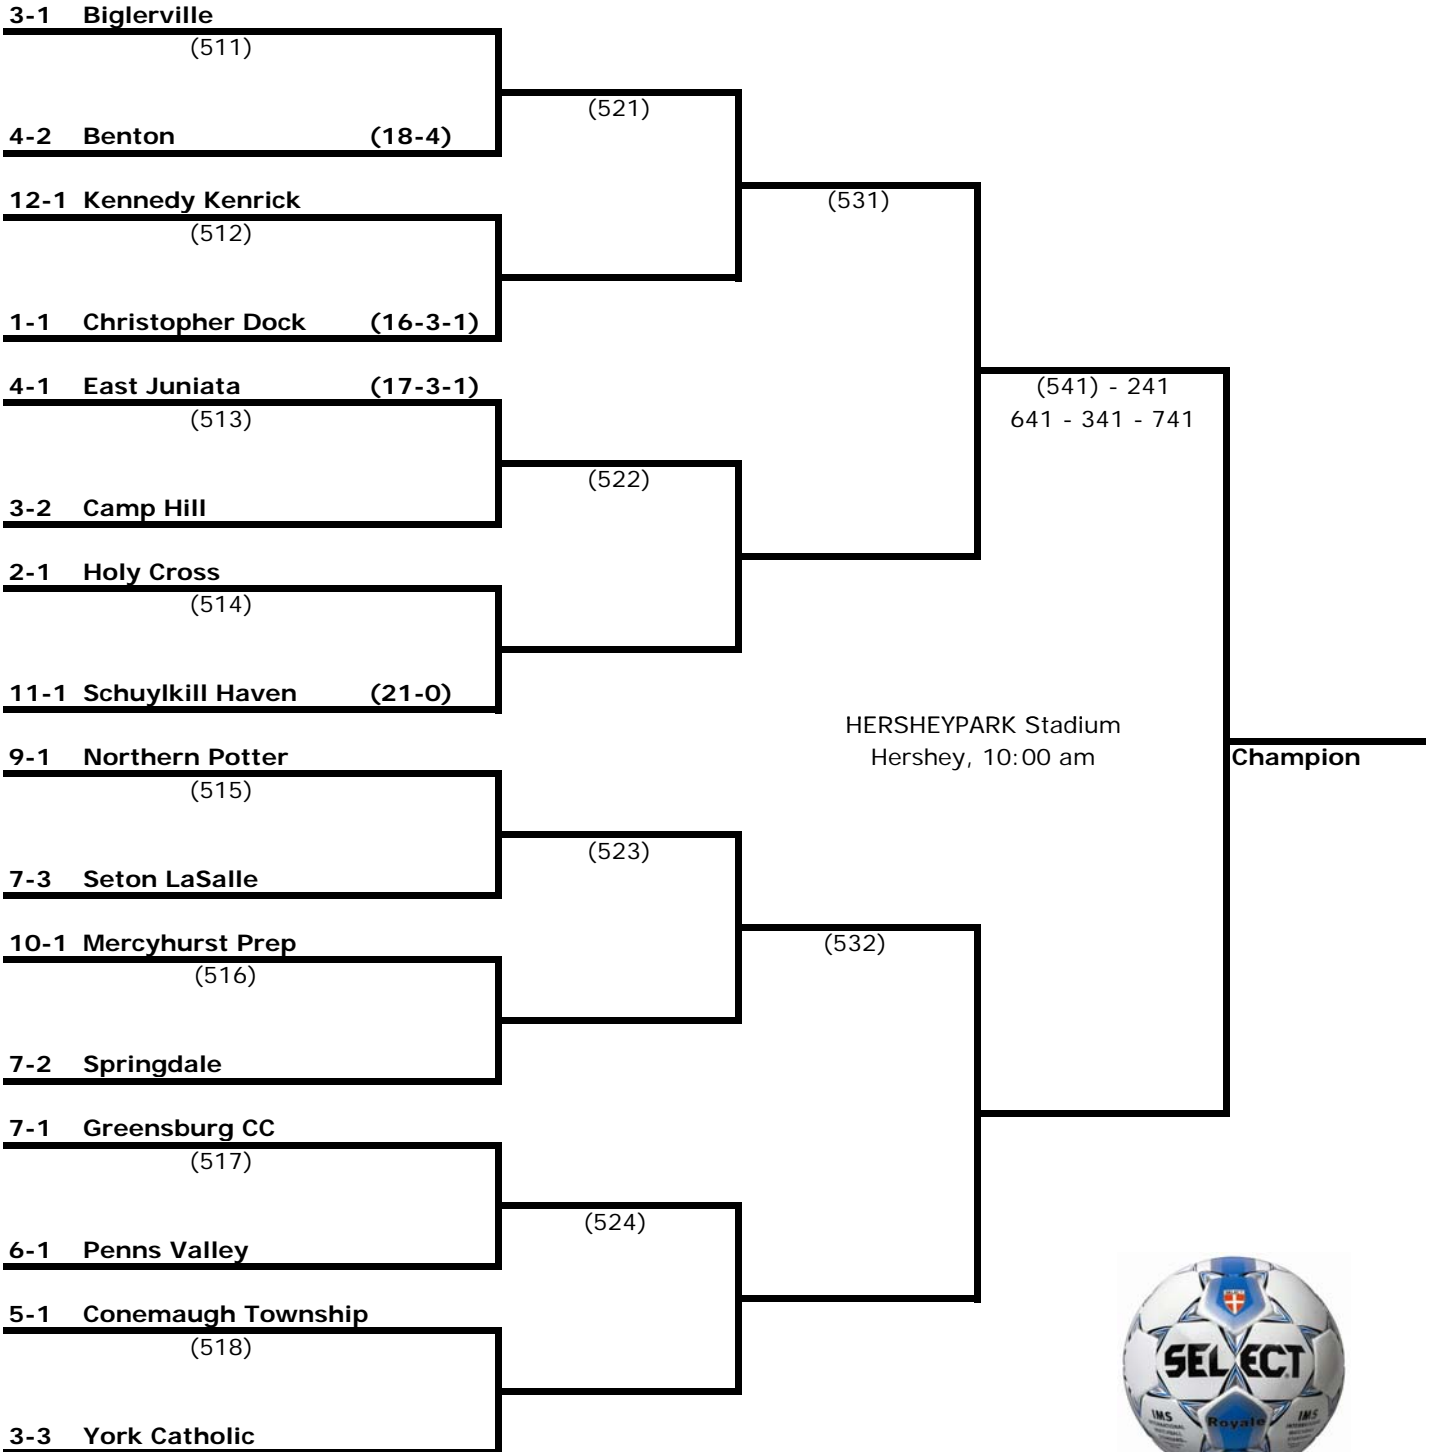 3-1 Biglerville
(511)
(521)
4-2 Benton (18-4)
12-1 Kennedy Kenrick
(531)
(512)
1-1 Christopher Dock (16-3-1)
4-1 East Juniata (17-3-1)
(541) - 241
(513)
641 - 341 - 741
(522)
3-2 Camp Hill
2-1 Holy Cross
(514)
11-1 Schuylkill Haven (21-0)
HERSHEYPARK Stadium
9-1 Northern Potter
Hershey, 10:00 am
Champion
(515)
(523)
7-3 Seton LaSalle
10-1 Mercyhurst Prep
(532)
(516)
7-2 Springdale
7-1 Greensburg CC
(517)
(524)
6-1 Penns Valley
5-1 Conemaugh Township
(518)
3-3 York Catholic
SELECT
IMS
Royale
IMS